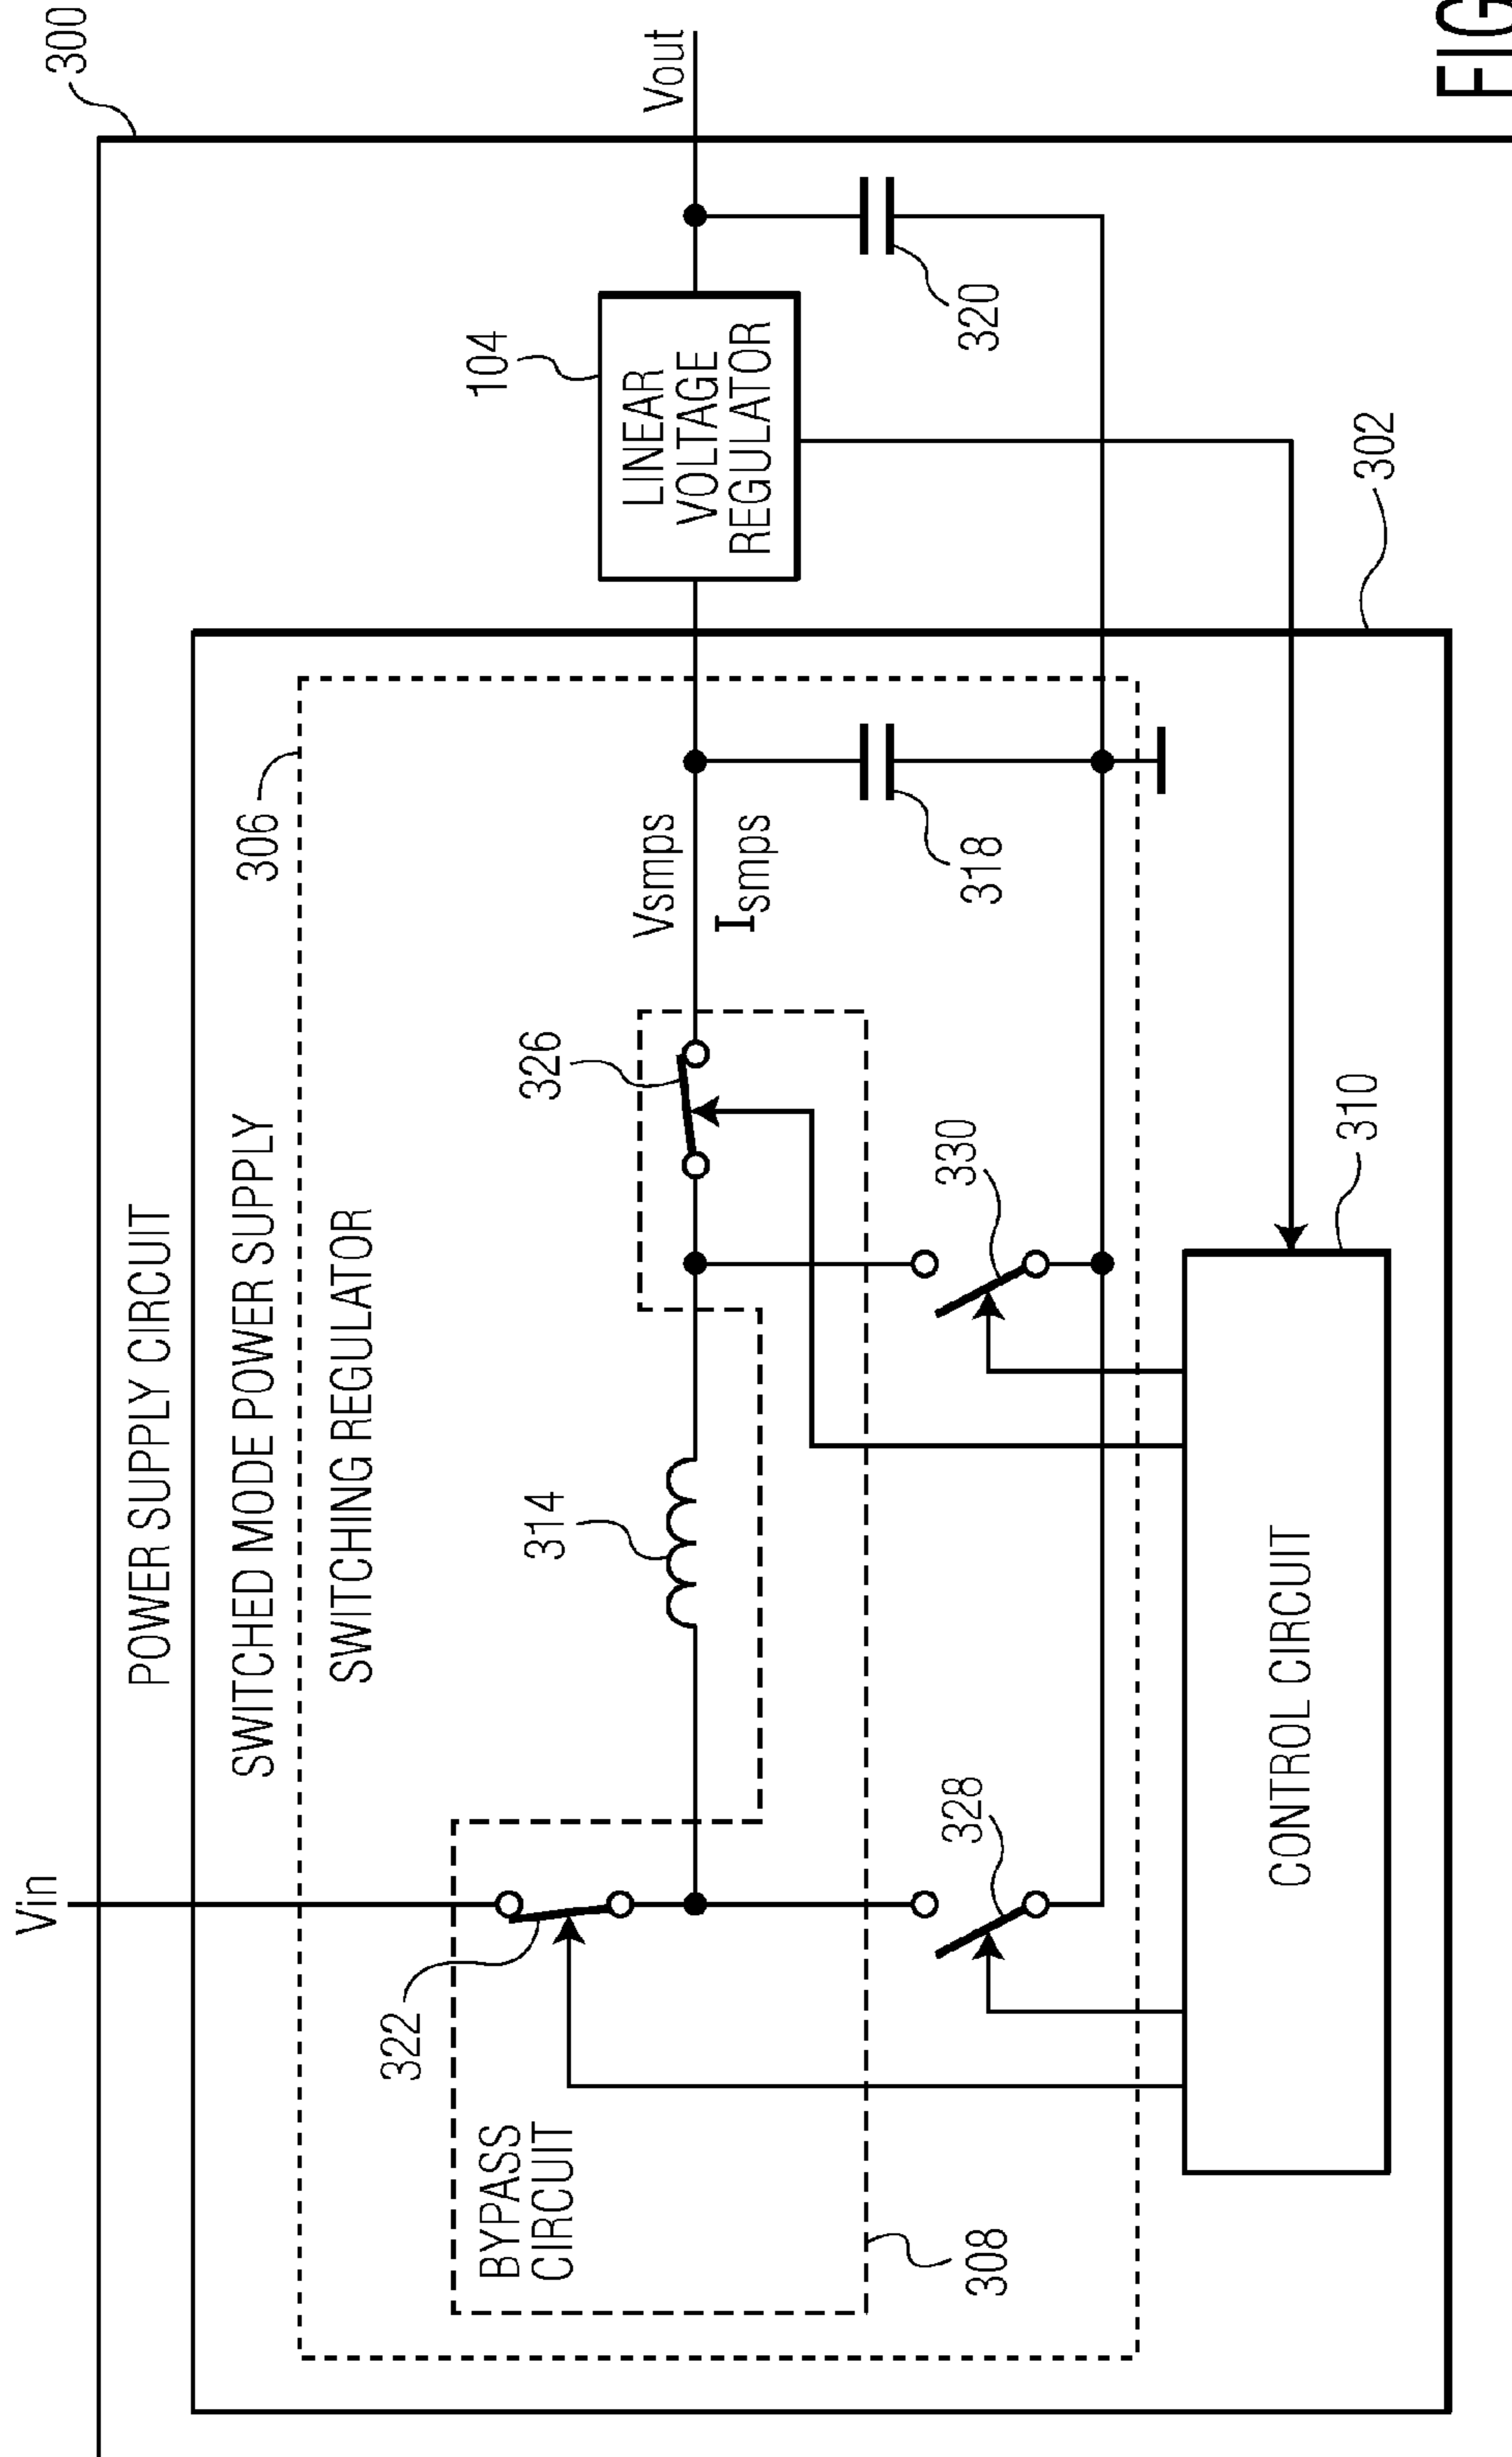 300
POWER SUPPLY CIRCUIT
Vin
SWITCHED MODE POWER SUPPLY
306
SWITCHING REGULATOR
322
BYPASS
CIRCUIT
314
326
Vsmps
Ismps
104
LINEAR
VOLTAGE
REGULATOR
Vout
308
328
330
318
320
CONTROL CIRCUIT
310
302
FIG